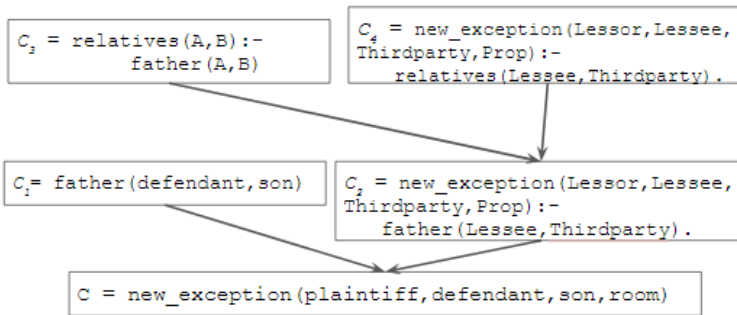 C3 = relatives(A,B):-
father(A,B)
C4 = new_exception(Lessor,Lessee,
Thirdparty,Prop):-
relatives(Lessee,Thirdparty).
C1= father(defendant,son)
C2 = new_exception(Lessor,Lessee,
Thirdparty,Prop):-
father(Lessee,Thirdparty).
C = new_exception(plaintiff,defendant,son,room)